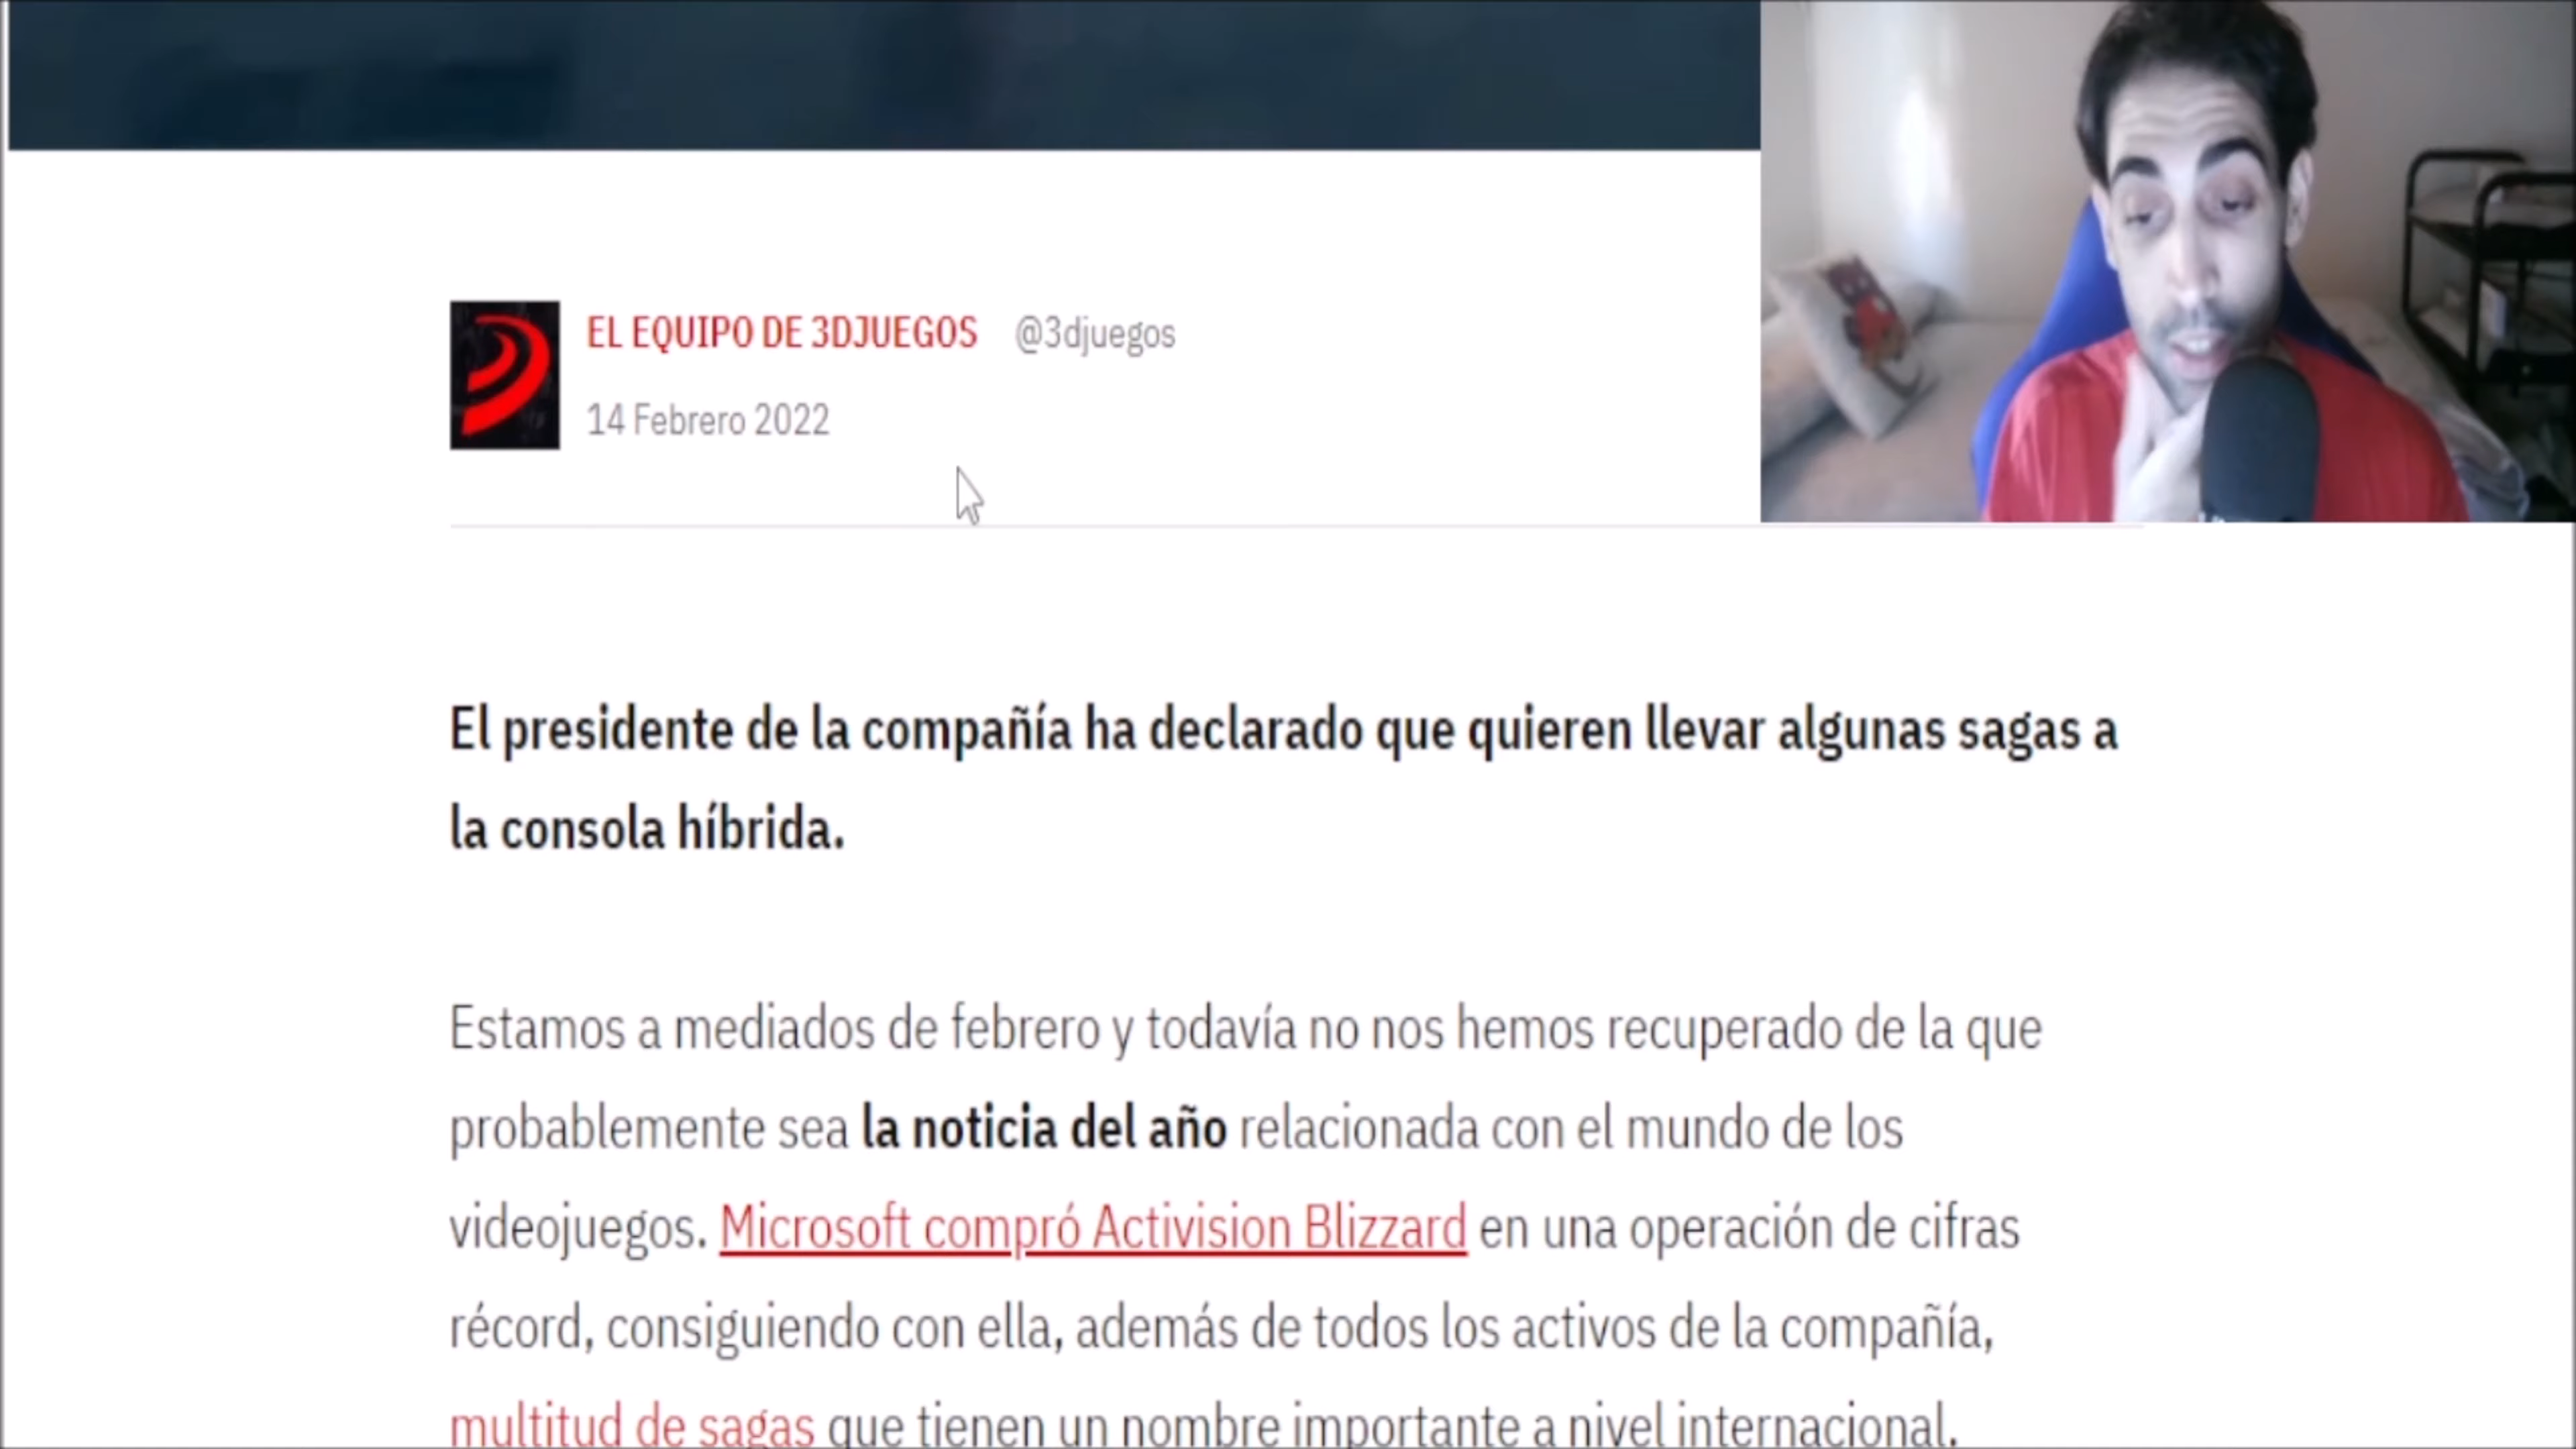 EL EQUIPO DE 3DJUEGOS @3djuegos
14 Febrero 2022
El presidente de la compañía ha declarado que quieren llevar algunas sagas a
la consola híbrida.
Estamos a mediados de febrero y todavía no nos hemos recuperado de la que
probablemente sea la noticia del año relacionada con el mundo de los
videojuegos. Microsoft compró Activision Blizzard en una operación de cifras
récord, consiguiendo con ella, además de todos los activos de la compañía,
multitud de sagas que tienen un nombre importante a nivel internacional.